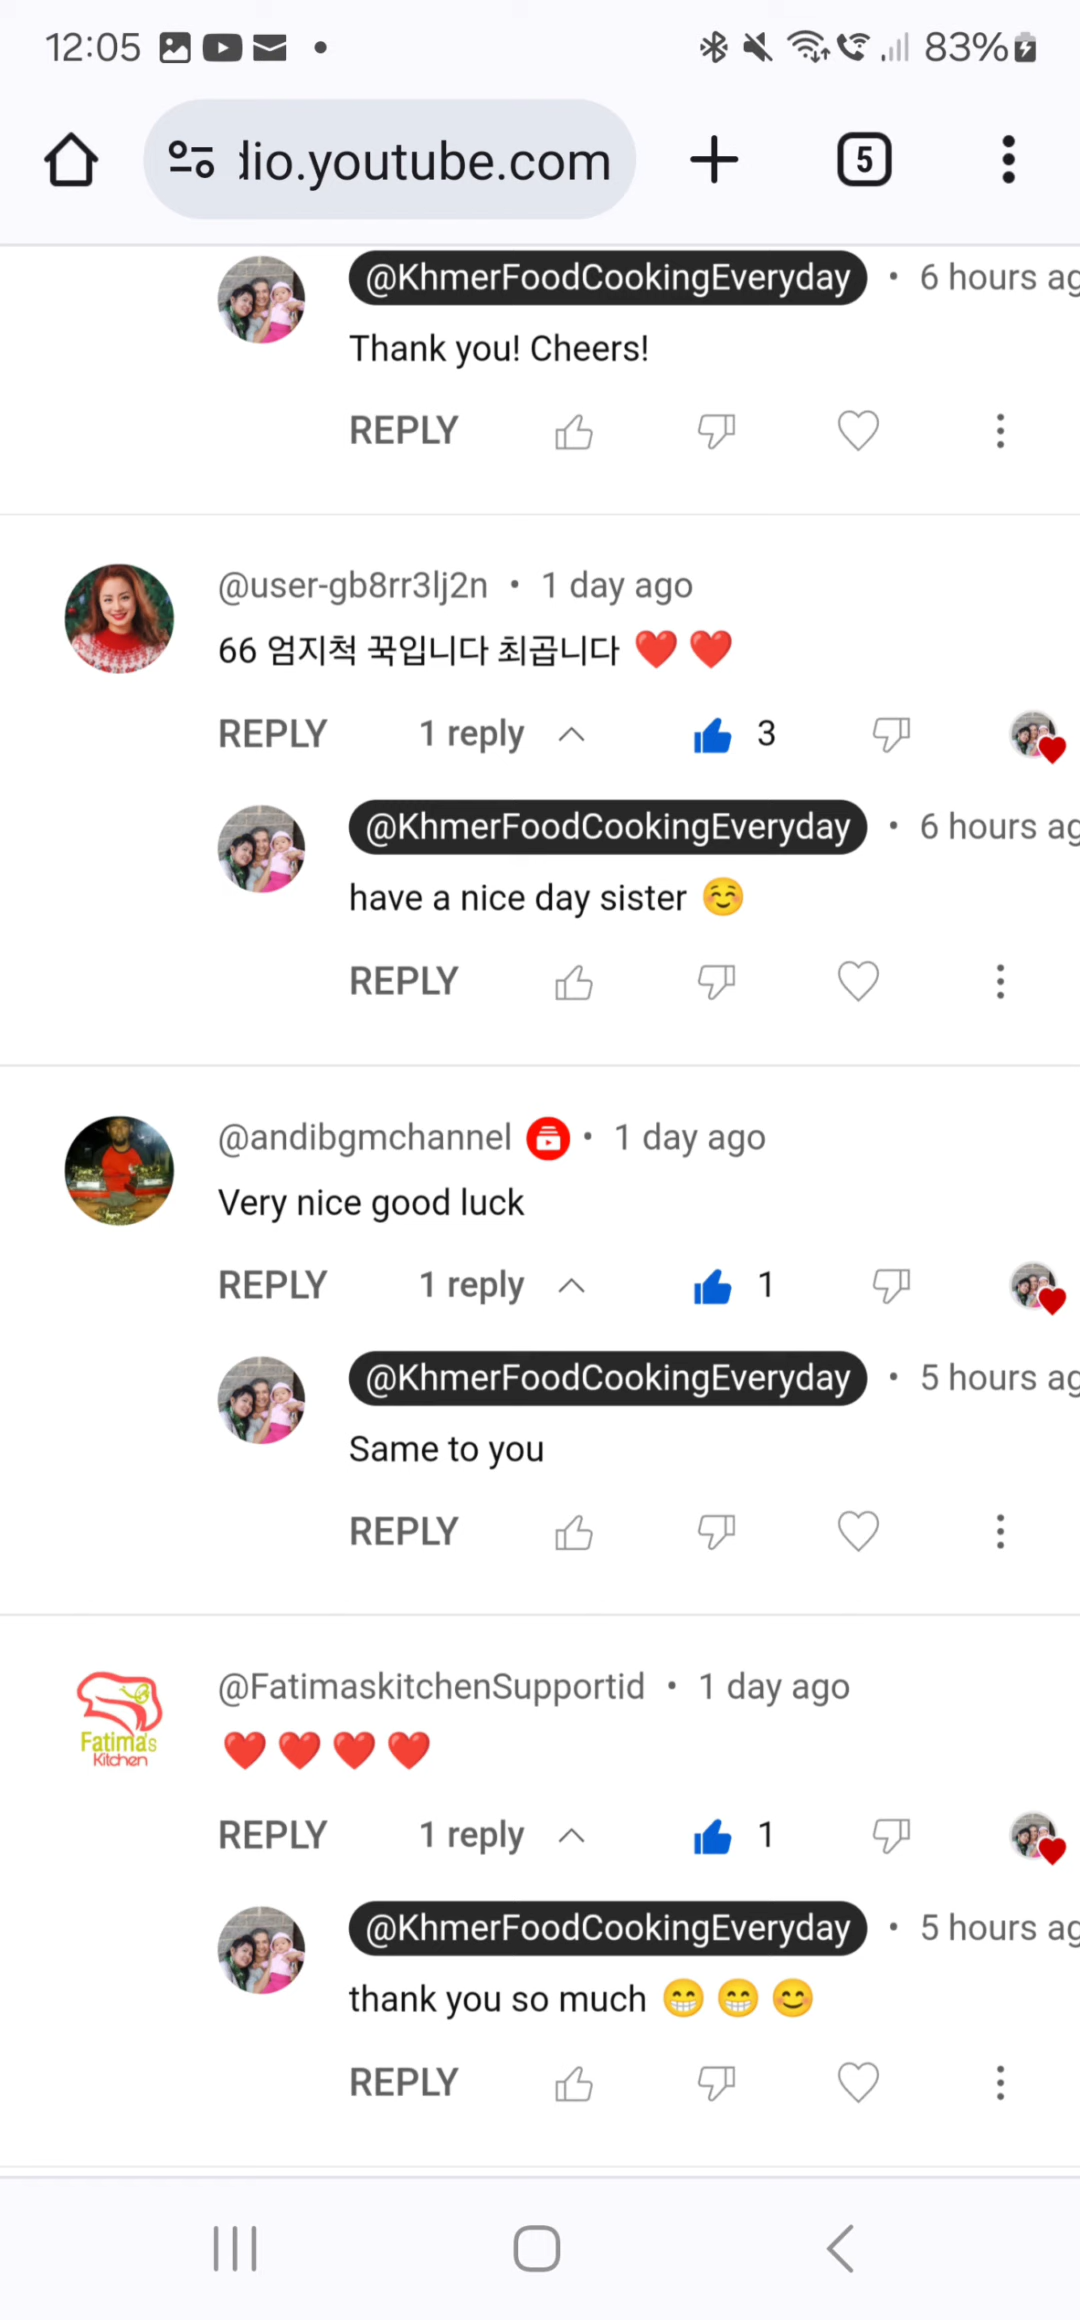 12:05 83%
lio.youtube.com 5
@KhmerFoodCookingEveryday • 6 hours ag
Thank you! Cheers!
REPLY
@user-gb8rr3lj2n • 1 day ago
66 엄지척 꾹입니다 최곱니다 ❤️❤️
REPLY 1 reply 3
@KhmerFoodCookingEveryday • 6 hours ag
have a nice day sister ☺️
REPLY
@andibgmchannel • 1 day ago
Very nice good luck
REPLY 1 reply 1
@KhmerFoodCookingEveryday • 5 hours ag
Same to you
REPLY
@FatimaskitchenSupportid • 1 day ago
Fatima's
Kitchen
❤️❤️❤️❤️
REPLY 1 reply 1
@KhmerFoodCookingEveryday • 5 hours ag
thank you so much 😁😁😊
REPLY